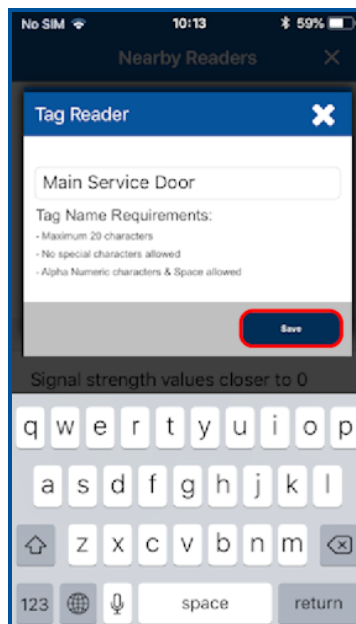 No SIM 10:13 59%
Nearby Readers
Tag Reader
Main Service Door
Tag Name Requirements:
- Maximum 20 characters
- No special characters allowed
- Alpha Numeric characters & Space allowed
Save
Signal strength values closer to 0
q w e r t y u i o p
a s d f g h j k l
z x c v b n m
123 space return